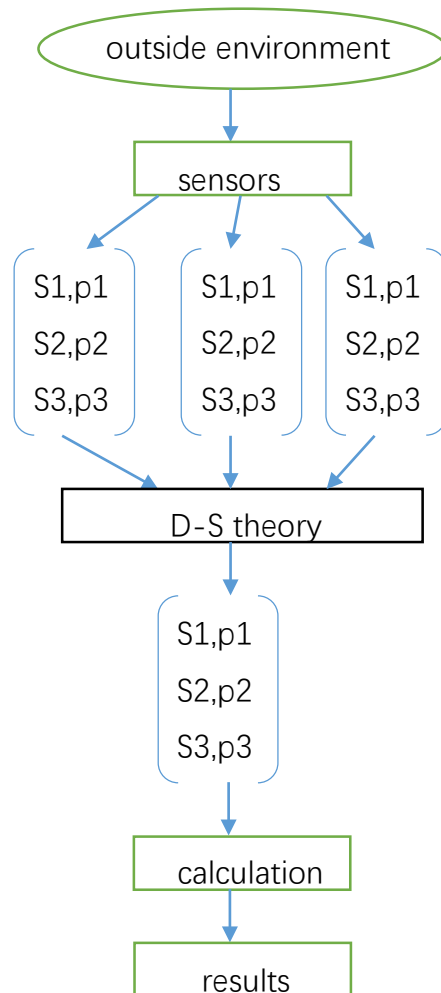 outside environment
sensors
S1,p1
S2,p2
S3,p3
S1,p1
S2,p2
S3,p3
S1,p1
S2,p2
S3,p3
D-S theory
S1,p1
S2,p2
S3,p3
calculation
results